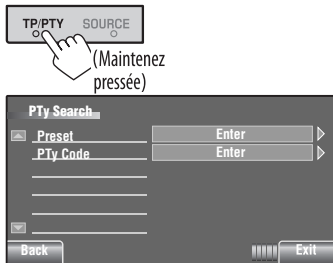 TP/PTY SOURCE
(Maintenez
pressée)
PTy Search
Preset Enter
PTy Code Enter
Back Exit